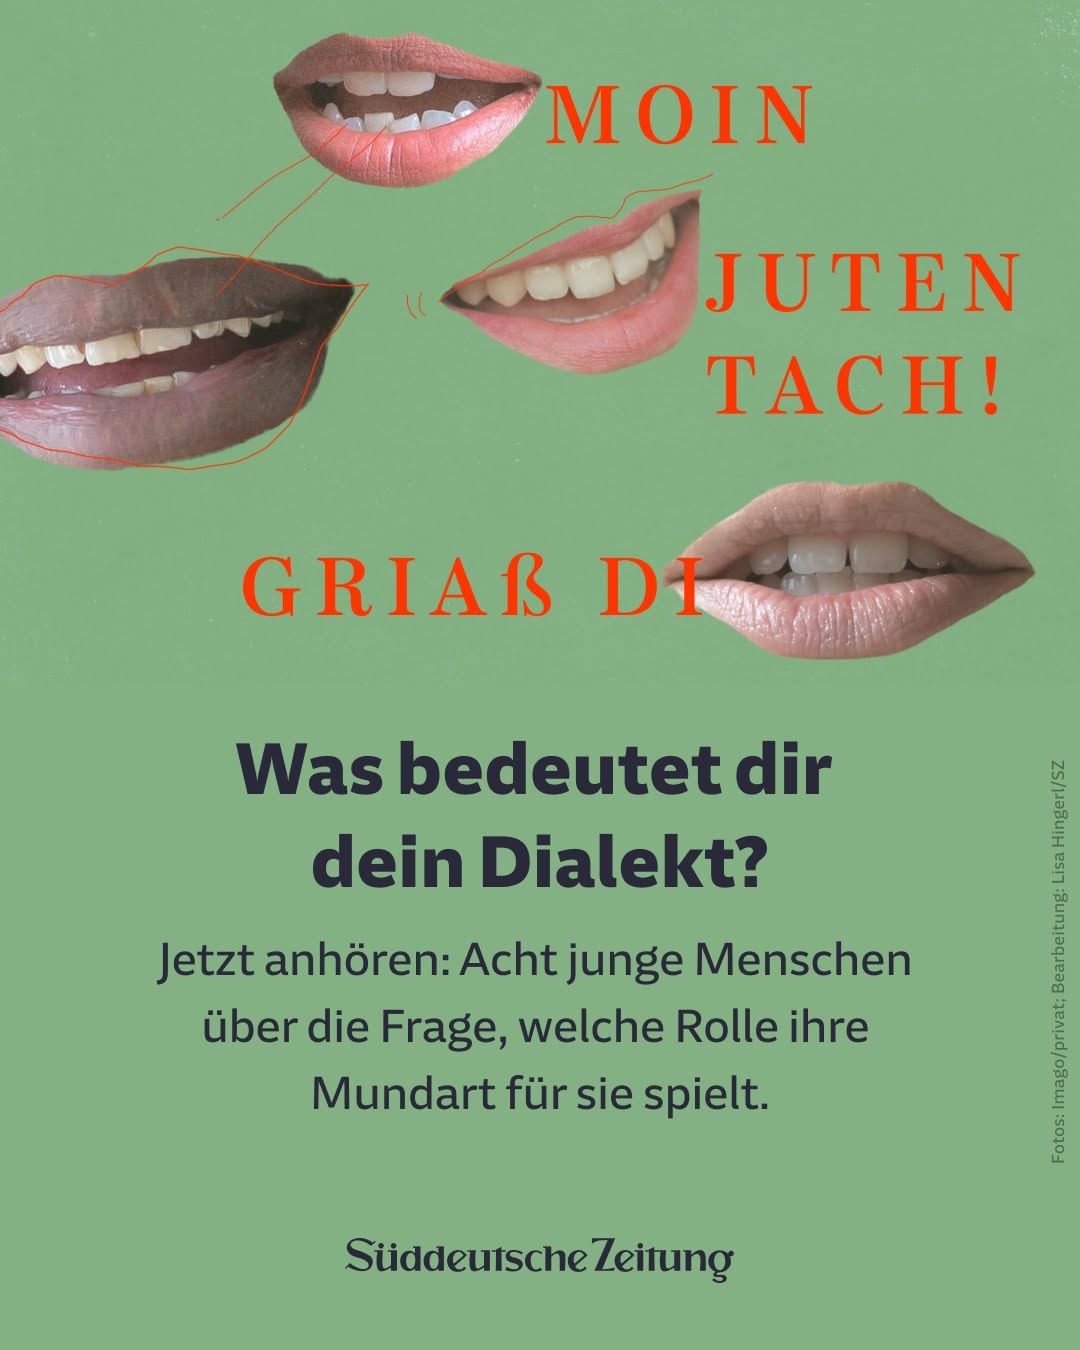 MOIN
JUTEN
TACH!
GRIAß DI
Was bedeutet dir
dein Dialekt?
Jetzt anhören: Acht junge Menschen
über die Frage, welche Rolle ihre
Mundart für sie spielt.
Süddeutsche Zeitung
Fotos: Imago/privat; Bearbeitung: Lisa Hingerl/SZ